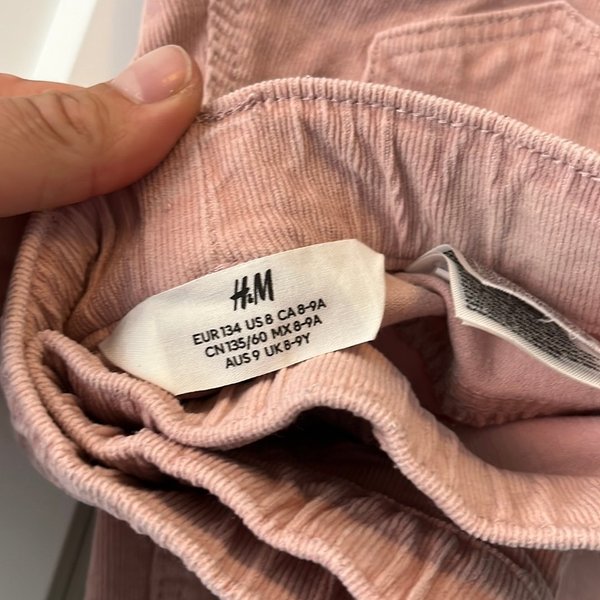 H&M
EUR 134 US 8 CA 8-9A
CN 135/60 MX 8-9A
AUS 9 UK 8-9Y